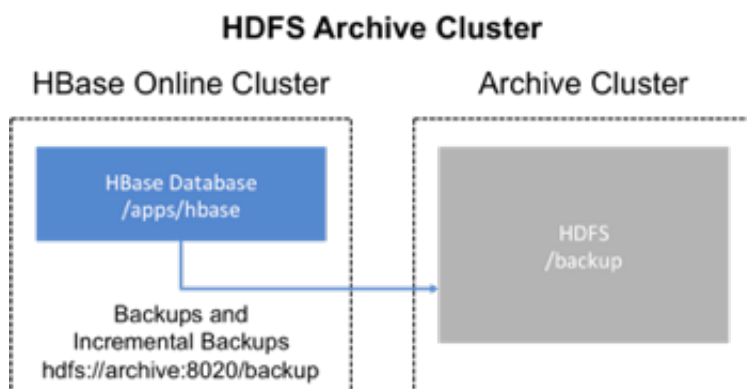 HDFS Archive Cluster
HBase Online Cluster
Archive Cluster
HBase Database
/apps/hbase
HDFS
/backup
Backups and
Incremental Backups
hdfs://archive:8020/backup